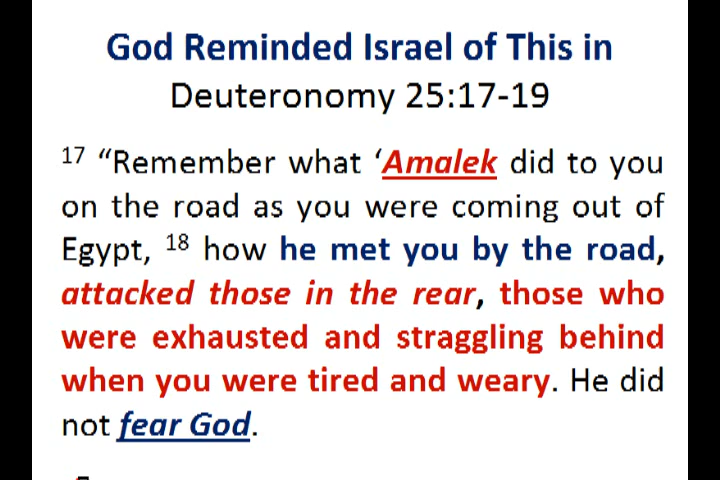 God Reminded Israel of This in
Deuteronomy 25:17-19
17 “Remember what ‘Amalek did to you
on the road as you were coming out of
Egypt, 18 how he met you by the road,
attacked those in the rear, those who
were exhausted and straggling behind
when you were tired and weary. He did
not fear God.